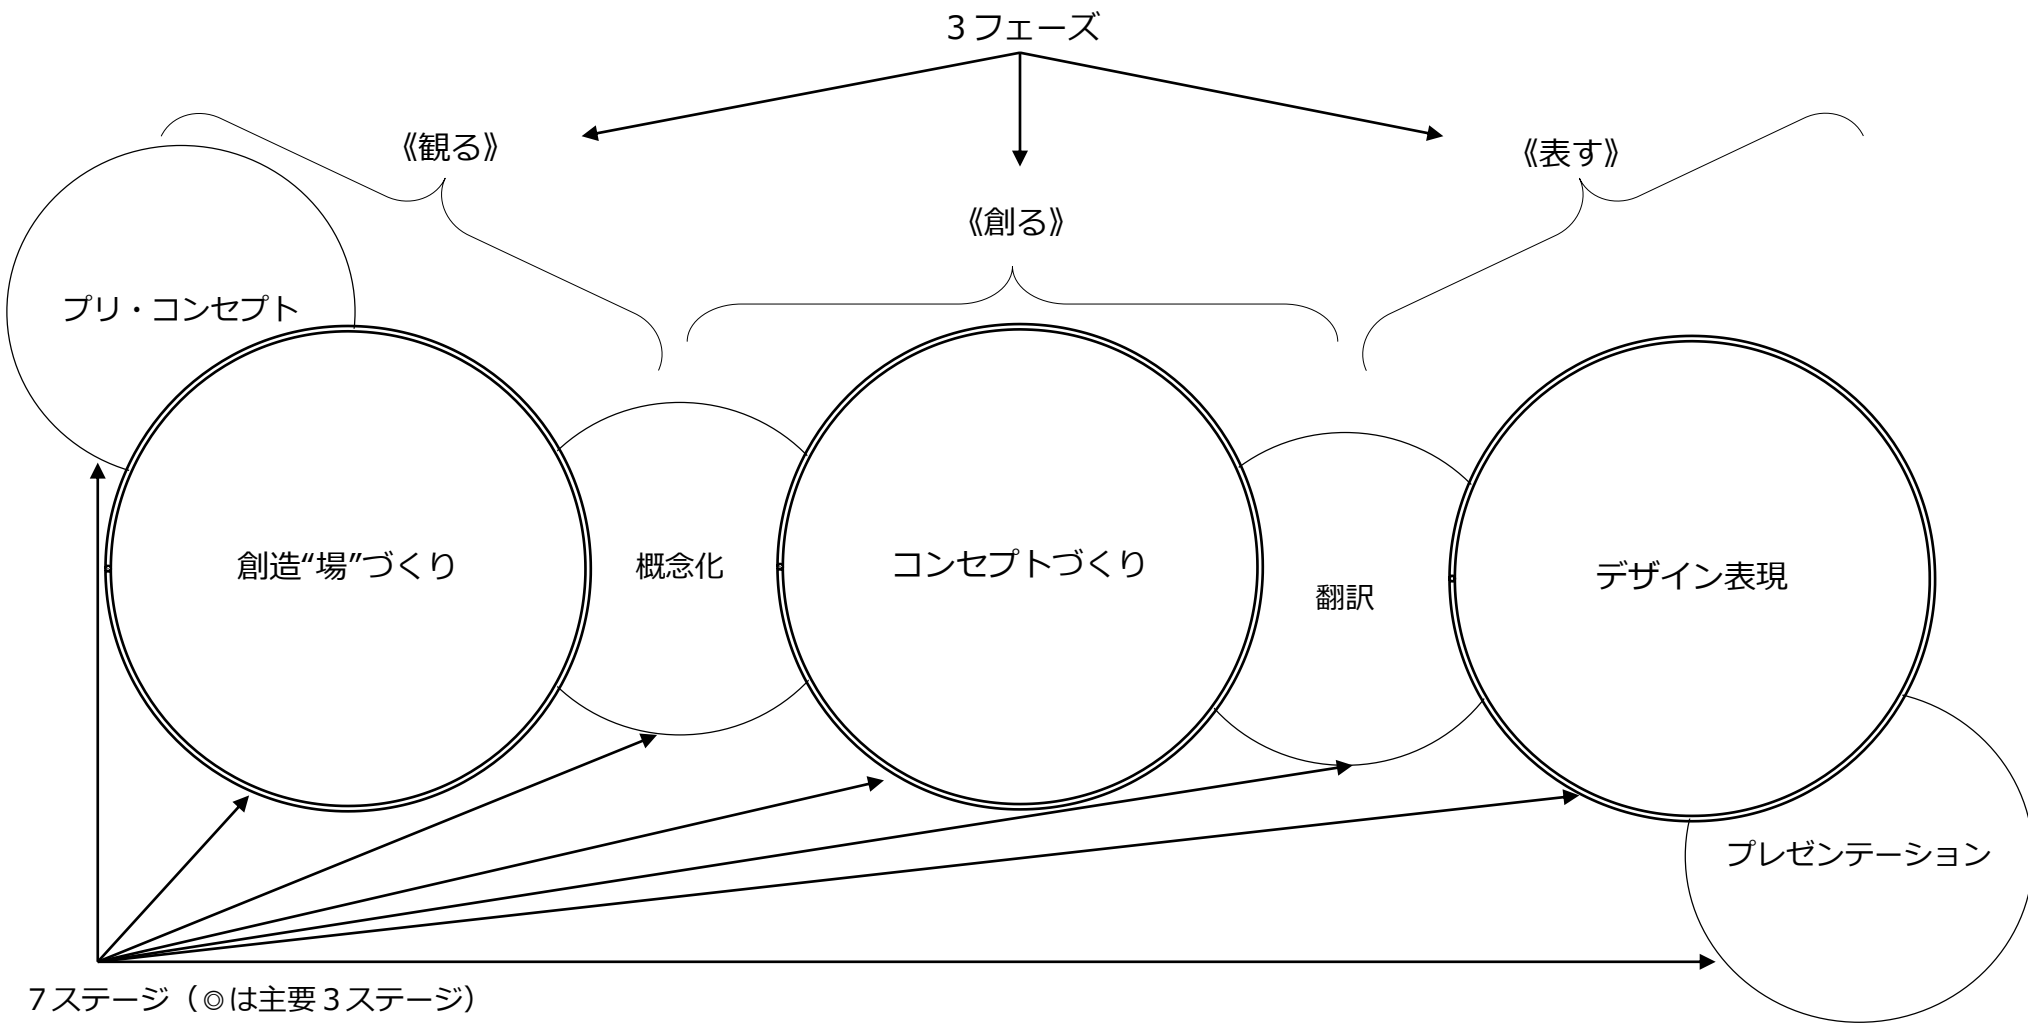 3フェーズ
《観る》
《表す》
《創る》
プリ・コンセプト
創造“場”づくり
概念化
コンセプトづくり
翻訳
デザイン表現
プレゼンテーション
7ステージ（◎は主要3ステージ）